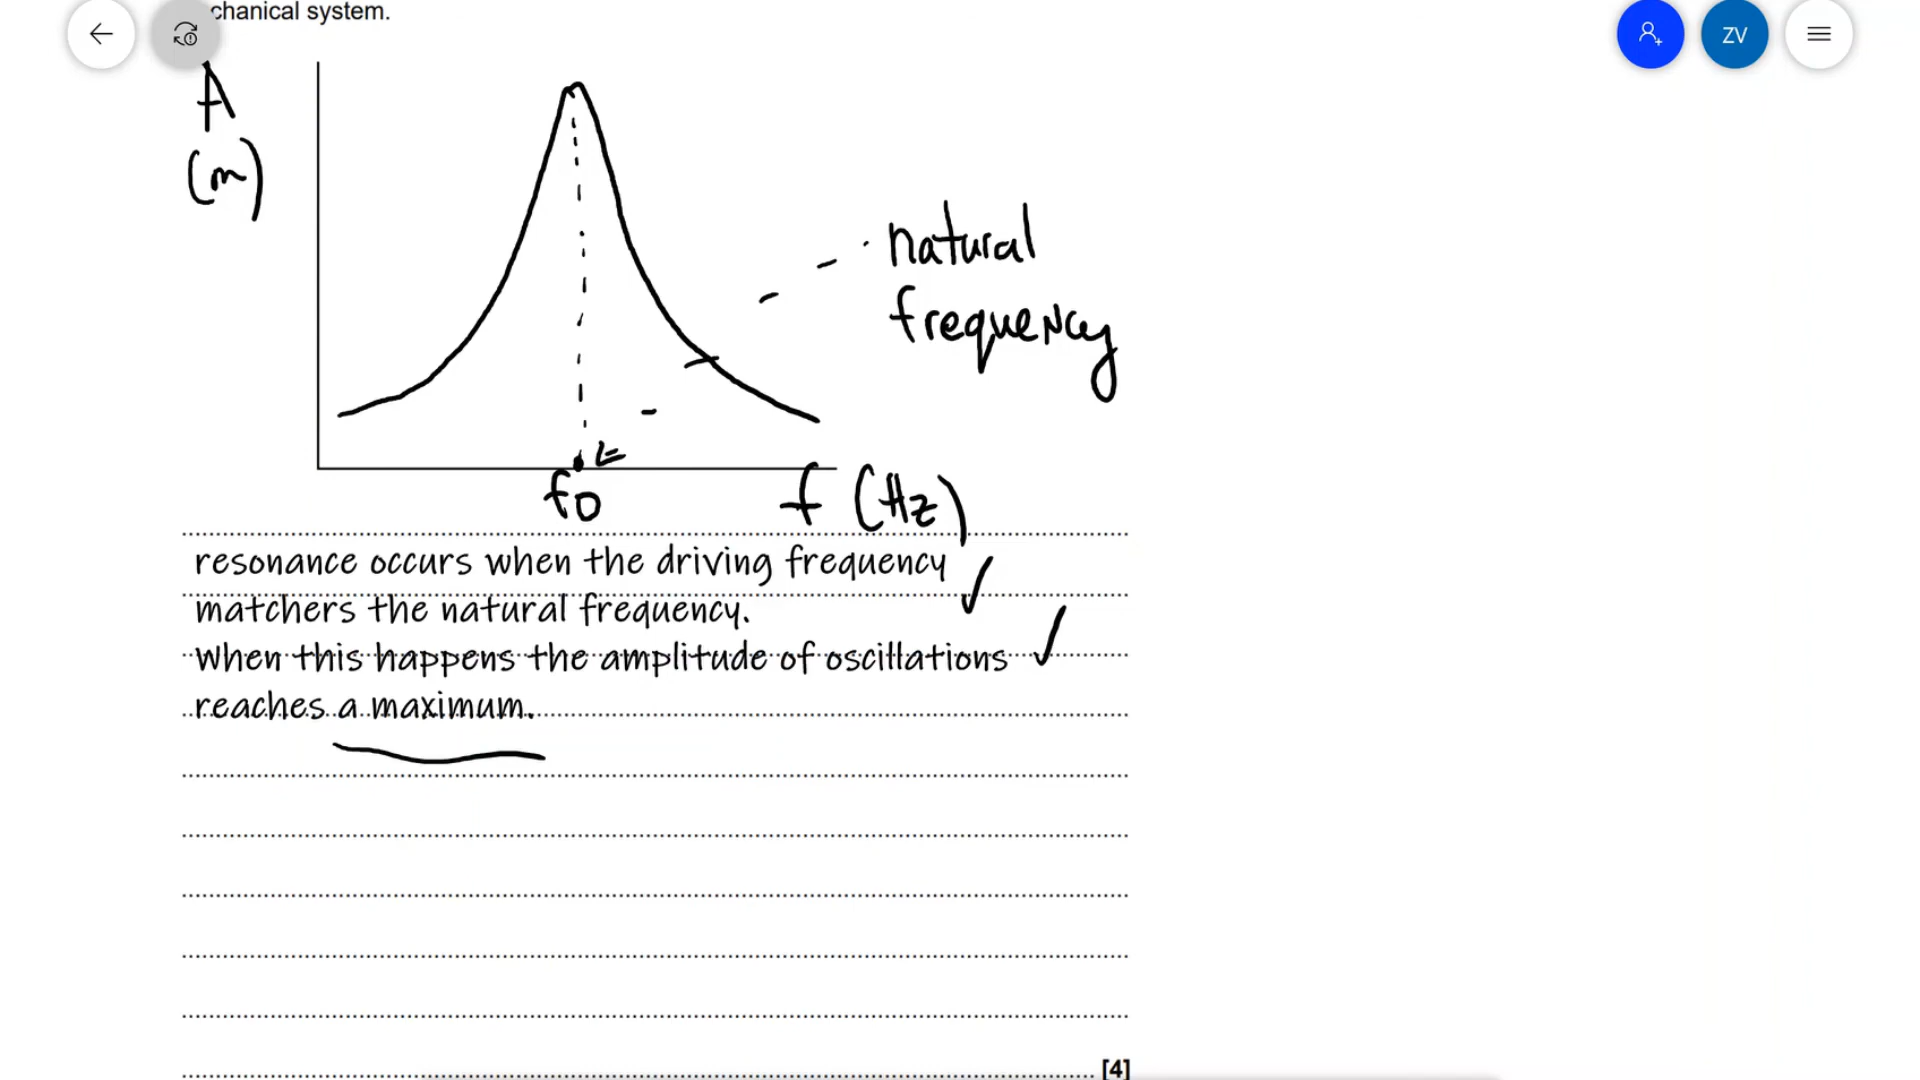 chanical system.
ZV
A
(m)
natural
frequency
f0
f (Hz)
resonance occurs when the driving frequency
matchers the natural frequency.
When this happens the amplitude of oscillations
reaches a maximum.
[4]